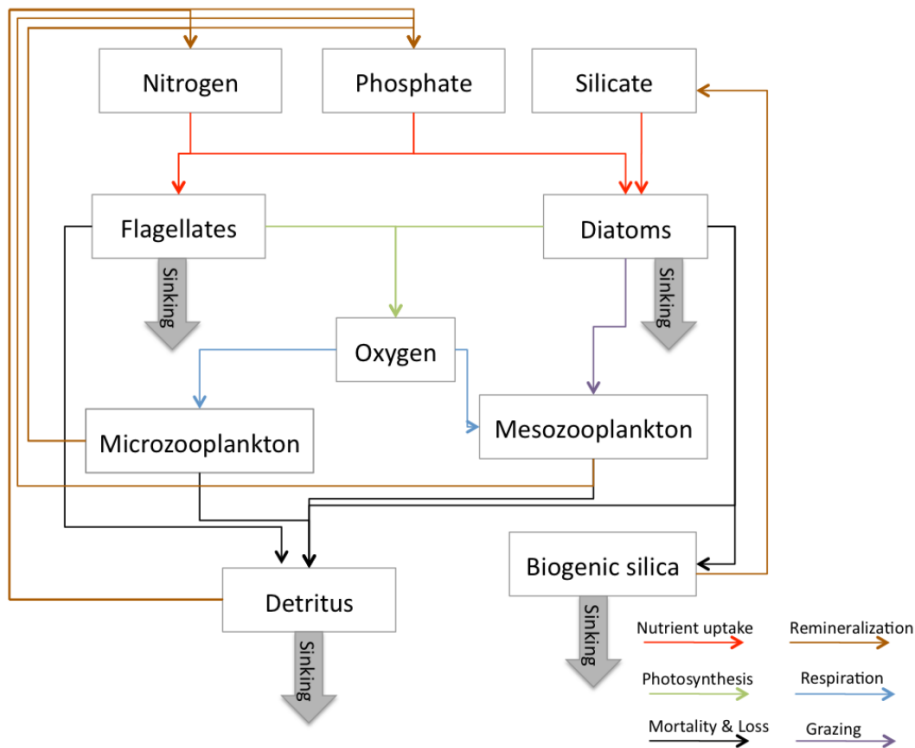 Nitrogen
Phosphate
Silicate
Flagellates
Diatoms
Sinking
Sinking
Oxygen
Microzooplankton
Mesozooplankton
Biogenic silica
Detritus
Sinking
Sinking
Nutrient uptake
Remineralization
Photosynthesis
Respiration
Mortality & Loss
Grazing